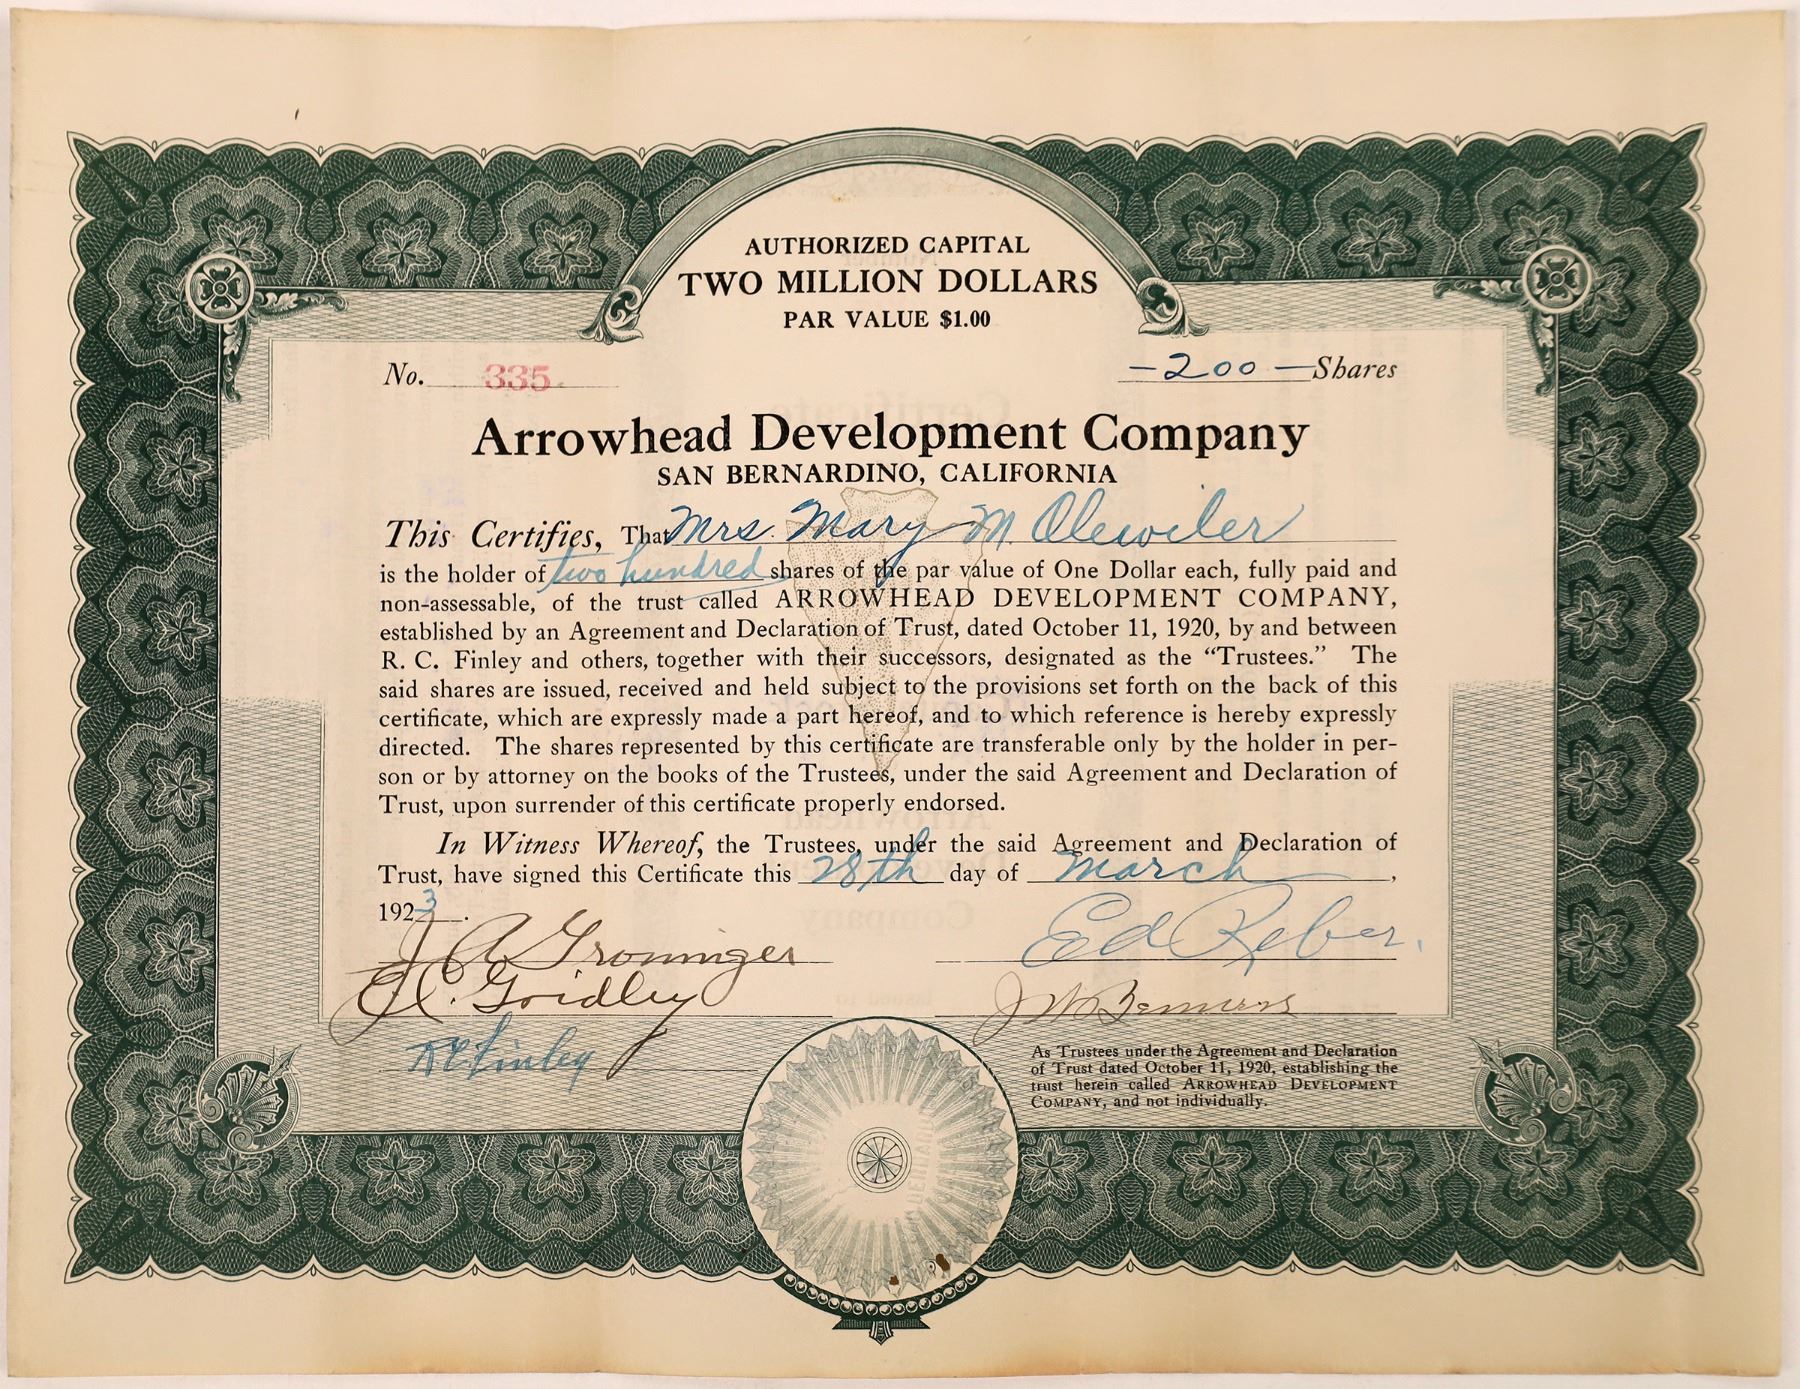 AUTHORIZED CAPITAL
TWO MILLION DOLLARS
PAR VALUE $1.00
No. 335 -200- Shares
Arrowhead Development Company
SAN BERNARDINO, CALIFORNIA
This Certifies, That Mrs. Mary M. Olewiler
is the holder of two hundred shares of the par value of One Dollar each, fully paid and
non-assessable, of the trust called ARROWHEAD DEVELOPMENT COMPANY,
established by an Agreement and Declaration of Trust, dated October 11, 1920, by and between
R. C. Finley and others, together with their successors, designated as the “Trustees.” The
said shares are issued, received and held subject to the provisions set forth on the back of this
certificate, which are expressly made a part hereof, and to which reference is hereby expressly
directed. The shares represented by this certificate are transferable only by the holder in per-
son or by attorney on the books of the Trustees, under the said Agreement and Declaration of
Trust, upon surrender of this certificate properly endorsed.
In Witness Whereof, the Trustees, under the said Agreement and Declaration of
Trust, have signed this Certificate this 28th day of March,
1923.
J A Groninger Ed Reber.
Gridley J W
Finley
As Trustees under the Agreement and Declaration
of Trust dated October 11, 1920, establishing the
trust herein called ARROWHEAD DEVELOPMENT
COMPANY, and not individually.